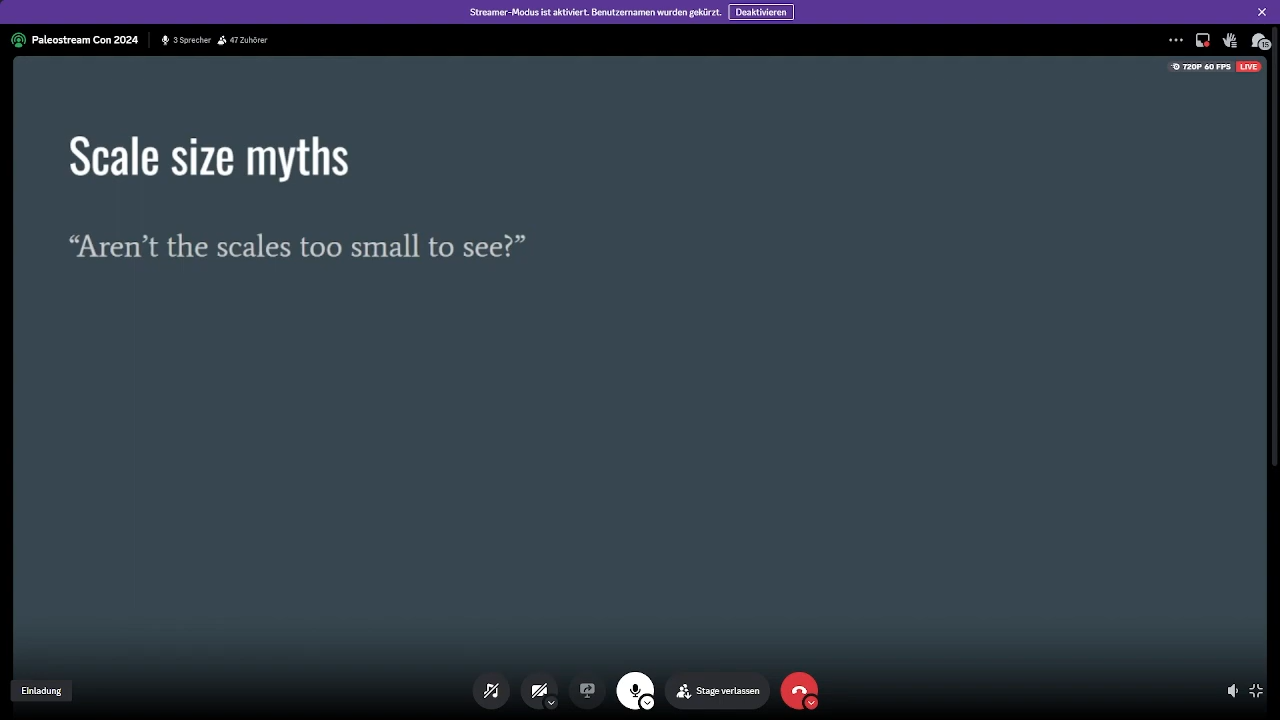 Streamer-Modus ist aktiviert. Benutzernamen wurden gekürzt. Deaktivieren
Paleostream Con 2024 3 Sprecher 47 Zuhörer
15
720P 60 FPS LIVE
Scale size myths
“Aren’t the scales too small to see?”
Einladung
Stage verlassen